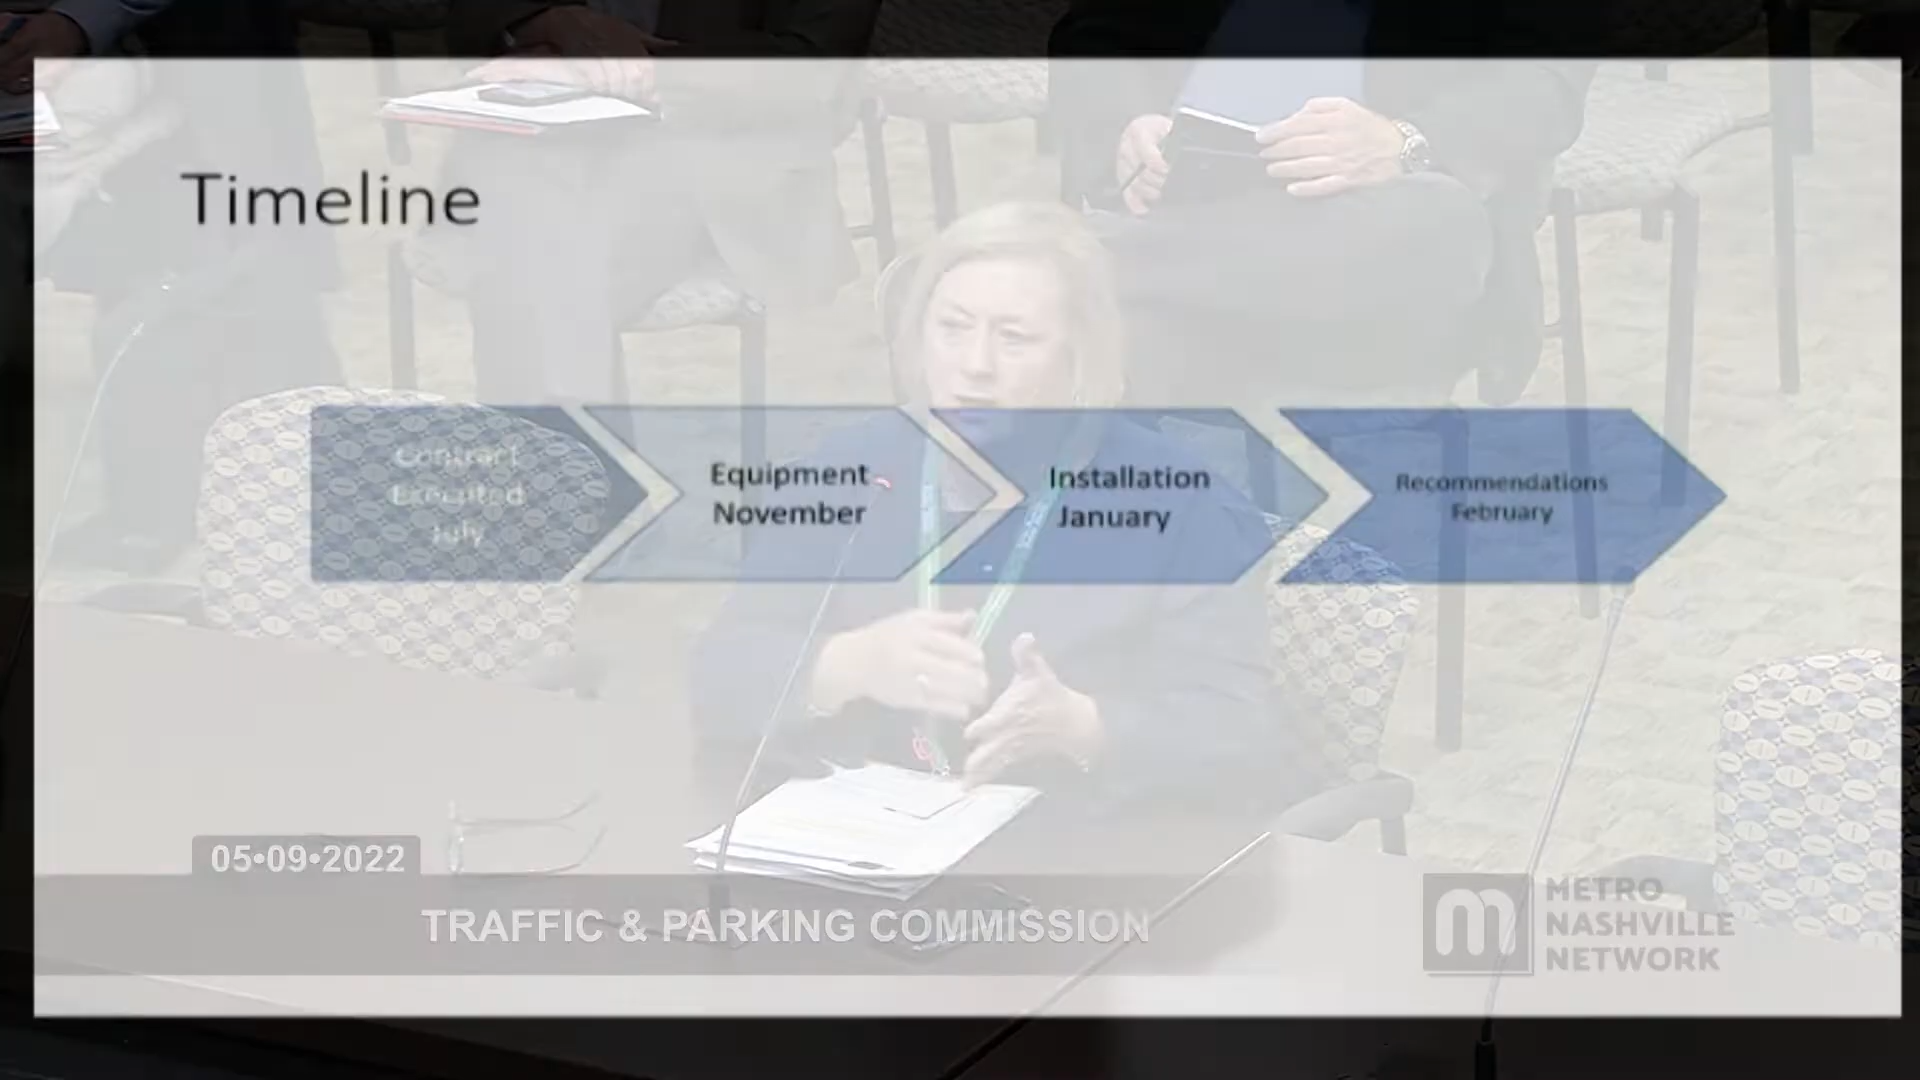 Timeline
Contract
Executed
July
Equipment
November
Installation
January
Recommendations
February
05•09•2022
TRAFFIC & PARKING COMMISSION
m METRO
NASHVILLE
NETWORK